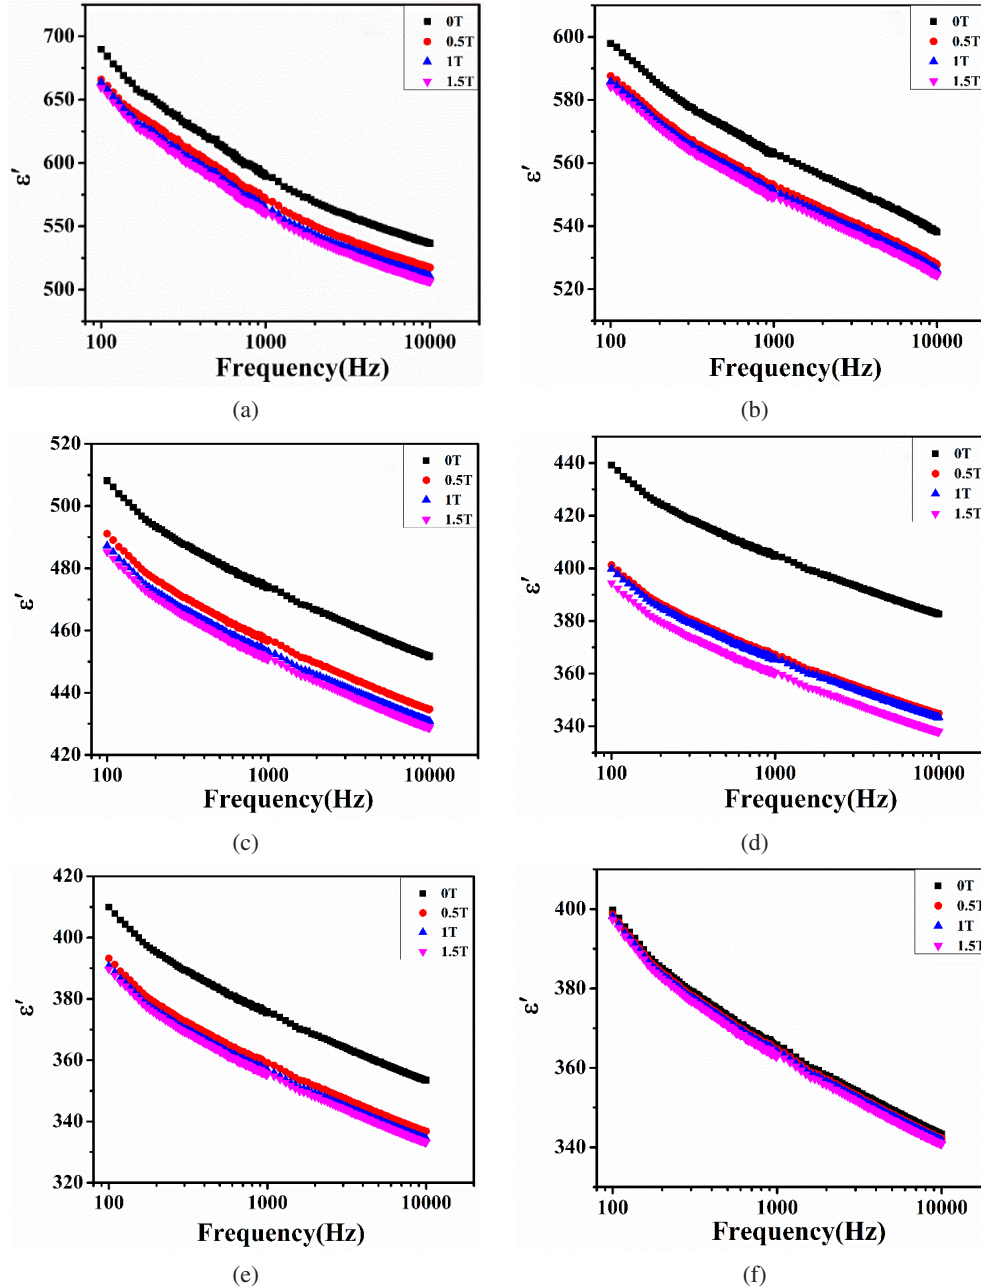 700
650
600
550
500
ε′
0T
0.5T
1T
1.5T
100
1000
10000
Frequency(Hz)
(a)
600
580
560
540
520
ε′
0T
0.5T
1T
1.5T
100
1000
10000
Frequency(Hz)
(b)
520
500
480
460
440
420
ε′
0T
0.5T
1T
1.5T
100
1000
10000
Frequency(Hz)
(c)
440
420
400
380
360
340
ε′
0T
0.5T
1T
1.5T
100
1000
10000
Frequency(Hz)
(d)
420
400
380
360
340
320
ε′
0T
0.5T
1T
1.5T
100
1000
10000
Frequency(Hz)
(e)
400
380
360
340
ε′
0T
0.5T
1T
1.5T
100
1000
10000
Frequency(Hz)
(f)